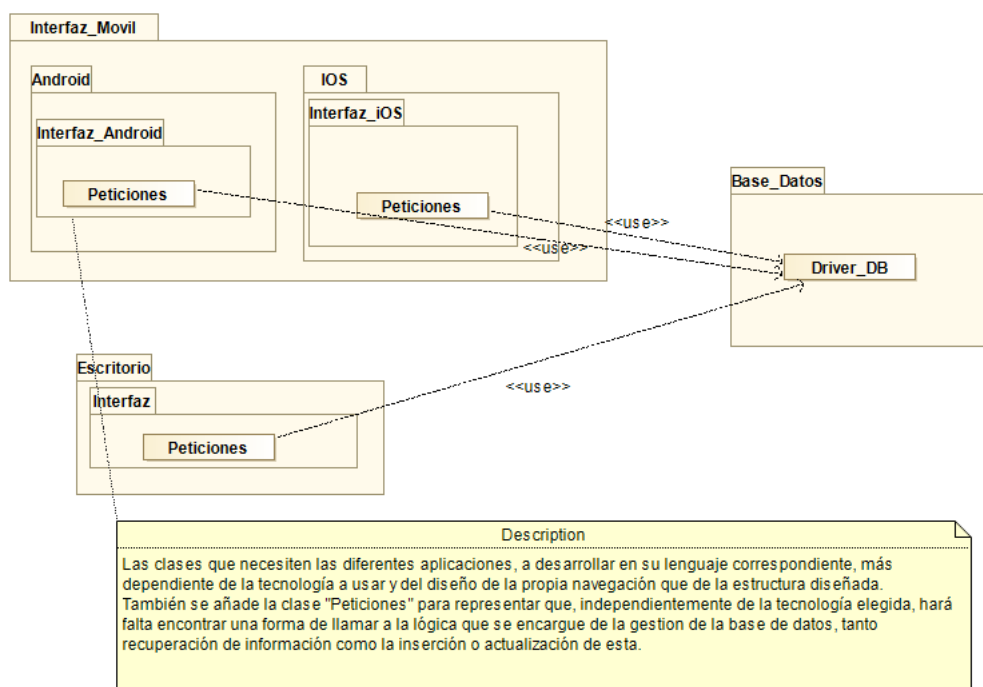 Interfaz_Movil
Android
IOS
Interfaz_iOS
Interfaz_Android
Peticiones
Peticiones
Base_Datos
<<use>>
<<use>>
Driver_DB
Escritorio
<<use>>
Interfaz
Peticiones
Description
Las clases que necesiten las diferentes aplicaciones, a desarrollar en su lenguaje correspondiente, más
dependiente de la tecnología a usar y del diseño de la propia navegación que de la estructura diseñada.
También se añade la clase "Peticiones" para representar que, independientemente de la tecnología elegida, hará
falta encontrar una forma de llamar a la lógica que se encargue de la gestion de la base de datos, tanto
recuperación de información como la inserción o actualización de esta.